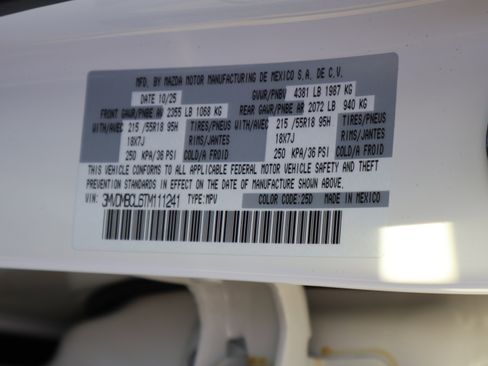 MFD. BY MAZDA MOTOR MANUFACTURING DE MEXICO S.A. DE C.V.
DATE 10/25 GVWR/PNBV 4381 LB 1987 KG
FRONT GAWR/PNBE AV 2355 LB 1068 KG REAR GAWR/PNBE AR 2072 LB 940 KG
WITH/AVEC 215 /55R18 95H TIRES/PNEUS WITH/AVEC 215 /55R18 95H TIRES/PNEUS
18X7J RIMS/JANTES 18X7J RIMS/JANTES
250 KPA/36 PSI COLD/A FROID 250 KPA/36 PSI COLD/A FROID
THIS VEHICLE CONFORMS TO ALL APPLICABLE FEDERAL MOTOR VEHICLE SAFETY AND THEFT
PREVENTION STANDARDS IN EFFECT ON THE DATE OF MANUFACTURE SHOWN ABOVE.
VIN: TYPE: MPV COLOR CODE: 25D MADE IN MEXICO